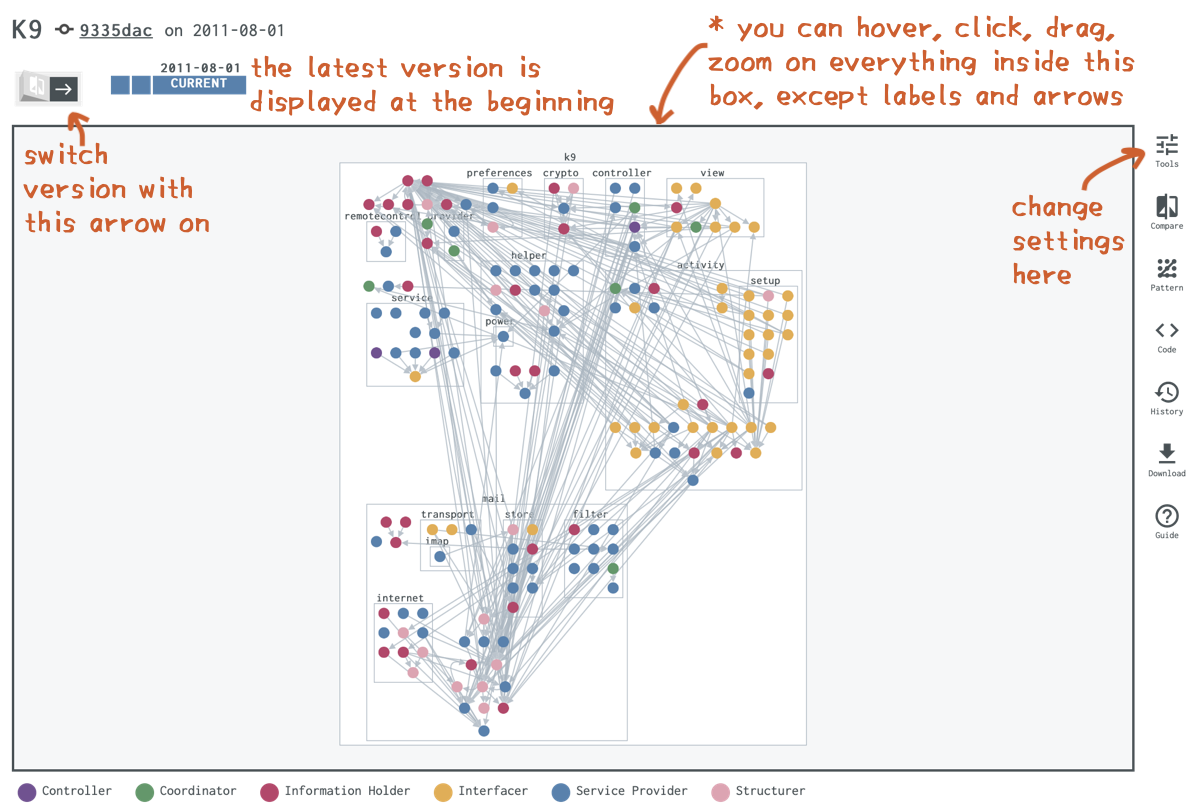 K9 9335dac on 2011-08-01
2011-08-01
CURRENT
the latest version is
displayed at the beginning
* you can hover, click, drag,
zoom on everything inside this
box, except labels and arrows
switch
version with
this arrow on
change
settings
here
Tools
Compare
Pattern
Code
History
Download
Guide
k9
preferences crypto controller view
remotecontrol provider
helper
activity
setup
service
power
mail
transport store filter
imap
internet
Controller Coordinator Information Holder Interfacer Service Provider Structurer